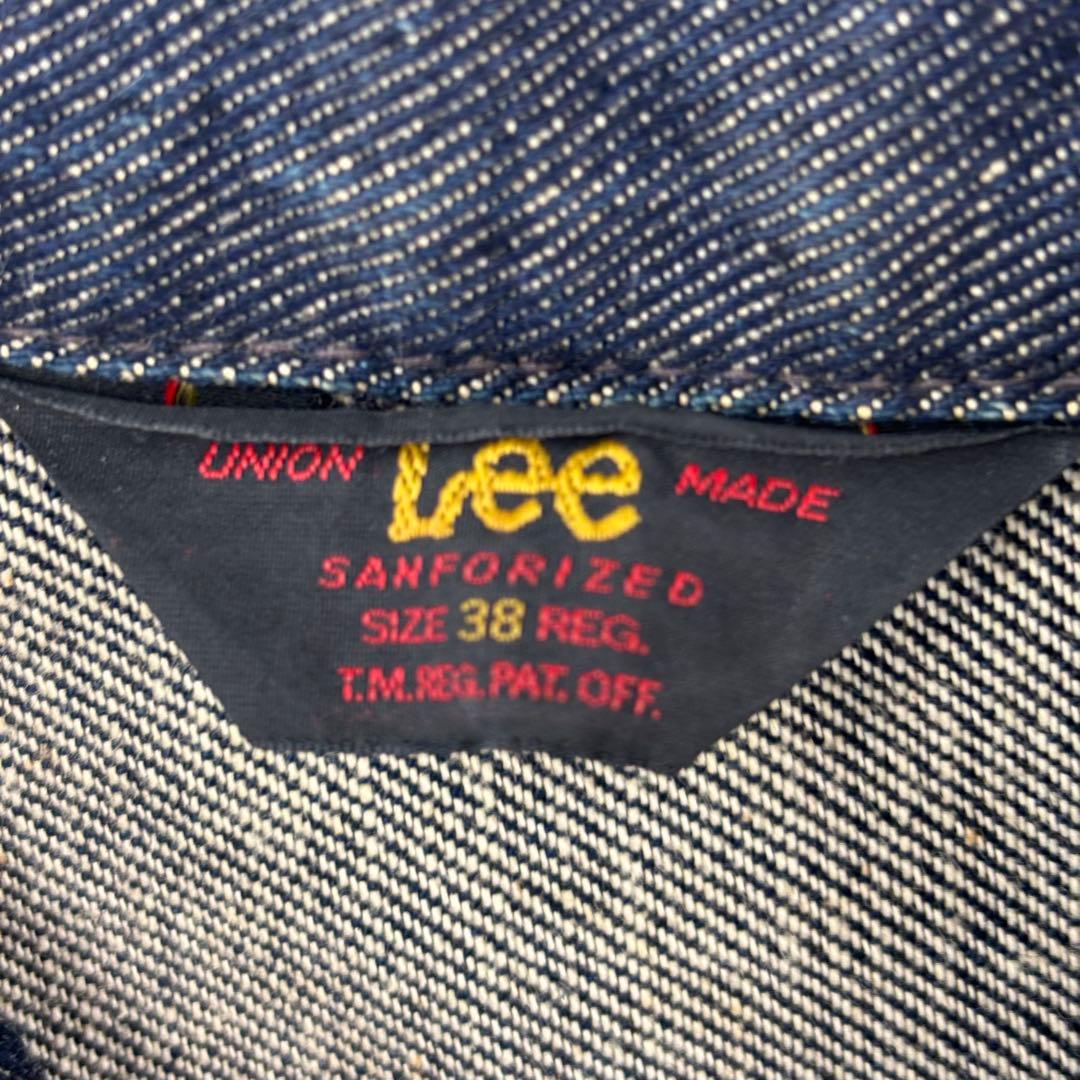 UNION Lee MADE
SANFORIZED
SIZE 38 REG.
T.M.REG.PAT. OFF.